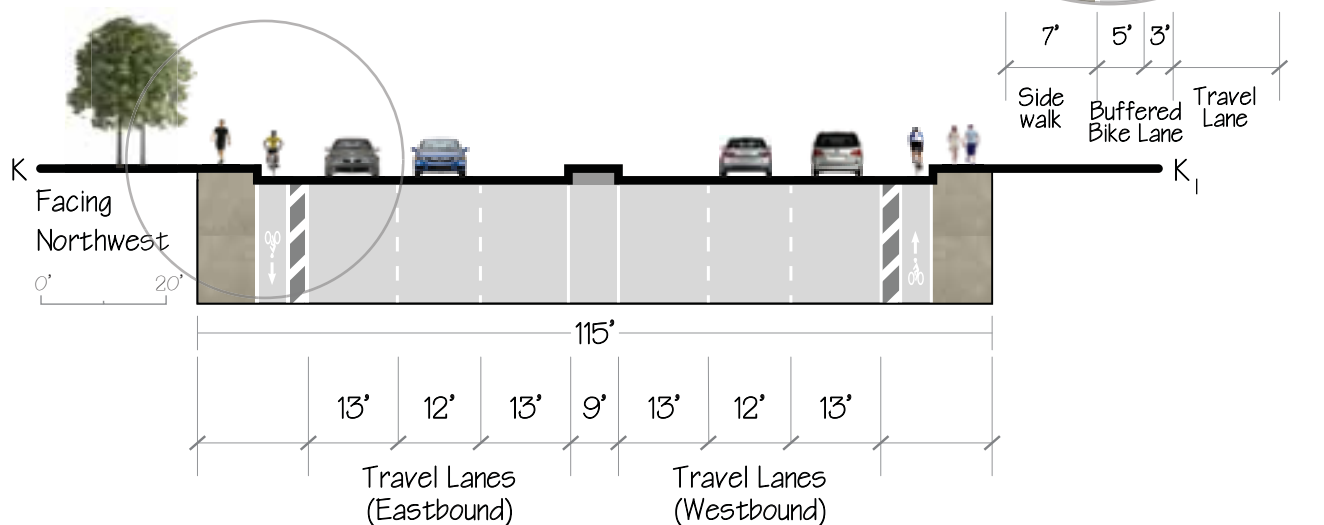 7' 5' 3'
Side walk
Buffered Bike Lane
Travel Lane
K
K1
Facing
Northwest
0' 20'
115'
13' 12' 13' 9' 13' 12' 13'
Travel Lanes
(Eastbound)
Travel Lanes
(Westbound)